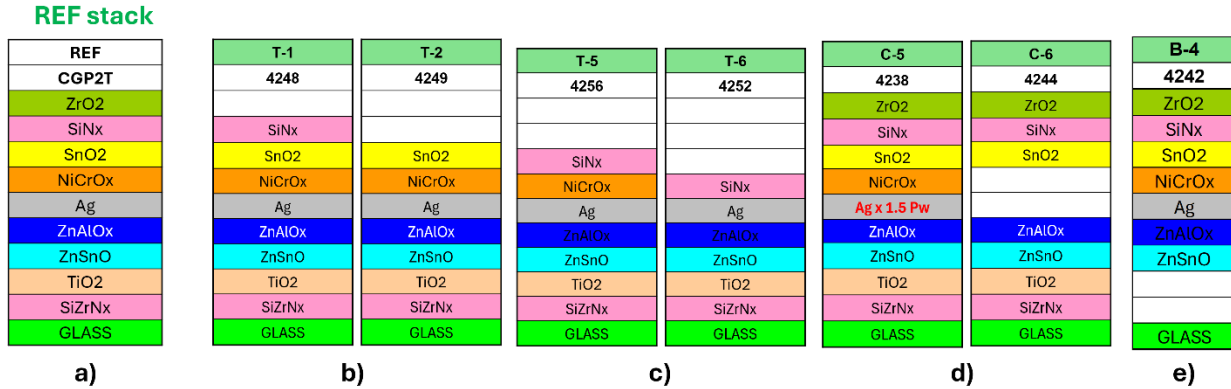 REF stack
REF
CGP2T
ZrO2
SiNx
SnO2
NiCrOx
Ag
ZnAlOx
ZnSnO
TiO2
SiZrNx
GLASS
a)
T-1
4248
SiNx
SnO2
NiCrOx
Ag
ZnAlOx
ZnSnO
TiO2
SiZrNx
GLASS
T-2
4249
SnO2
NiCrOx
Ag
ZnAlOx
ZnSnO
TiO2
SiZrNx
GLASS
b)
T-5
4256
SiNx
NiCrOx
Ag
ZnAlOx
ZnSnO
TiO2
SiZrNx
GLASS
T-6
4252
SiNx
Ag
ZnAlOx
ZnSnO
TiO2
SiZrNx
GLASS
c)
C-5
4238
ZrO2
SiNx
SnO2
NiCrOx
Ag x 1.5 Pw
ZnAlOx
ZnSnO
TiO2
SiZrNx
GLASS
C-6
4244
ZrO2
SiNx
SnO2
ZnAlOx
ZnSnO
TiO2
SiZrNx
GLASS
d)
B-4
4242
ZrO2
SiNx
SnO2
NiCrOx
Ag
ZnAlOx
ZnSnO
GLASS
e)